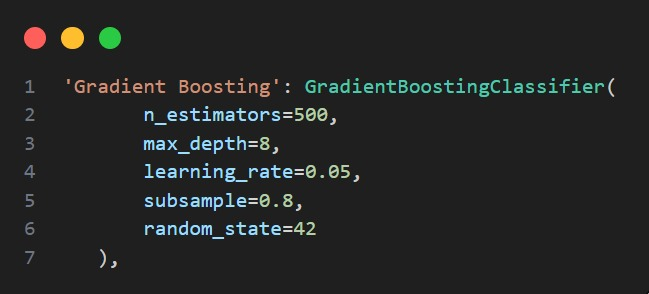 1 'Gradient Boosting': GradientBoostingClassifier(
2 n_estimators=500,
3 max_depth=8,
4 learning_rate=0.05,
5 subsample=0.8,
6 random_state=42
7 ),